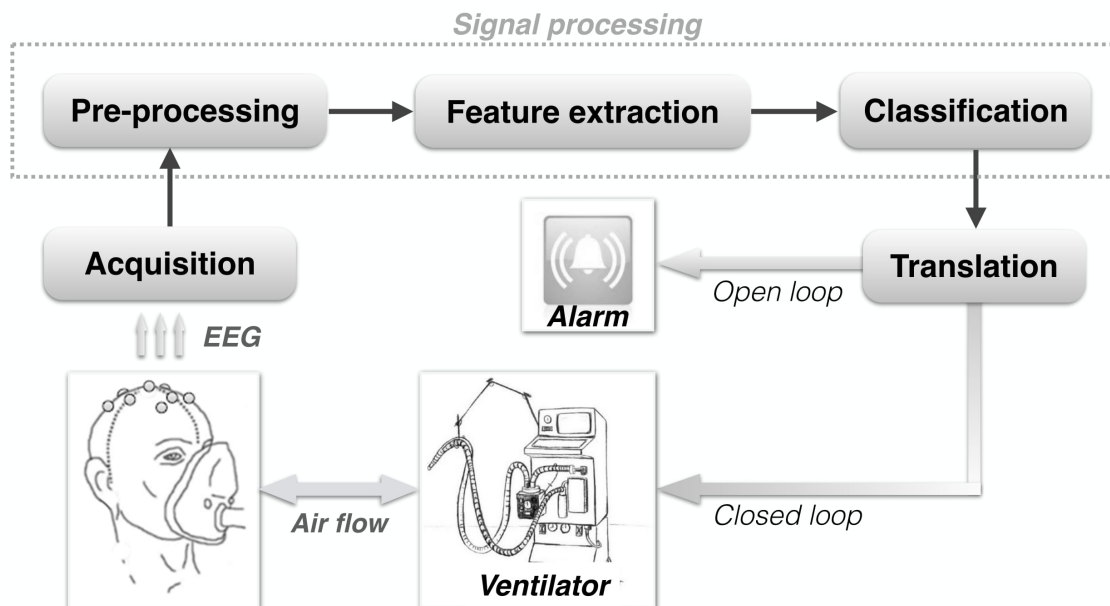 Signal processing
Pre-processing
Feature extraction
Classification
Acquisition
Translation
Open loop
Alarm
EEG
Air flow
Closed loop
Ventilator